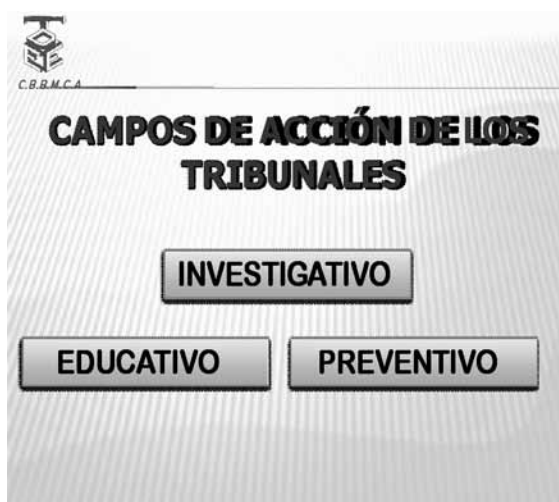 C.B.B.M.C.A.
CAMPOS DE ACCIÓN DE LOS
TRIBUNALES
INVESTIGATIVO
EDUCATIVO PREVENTIVO